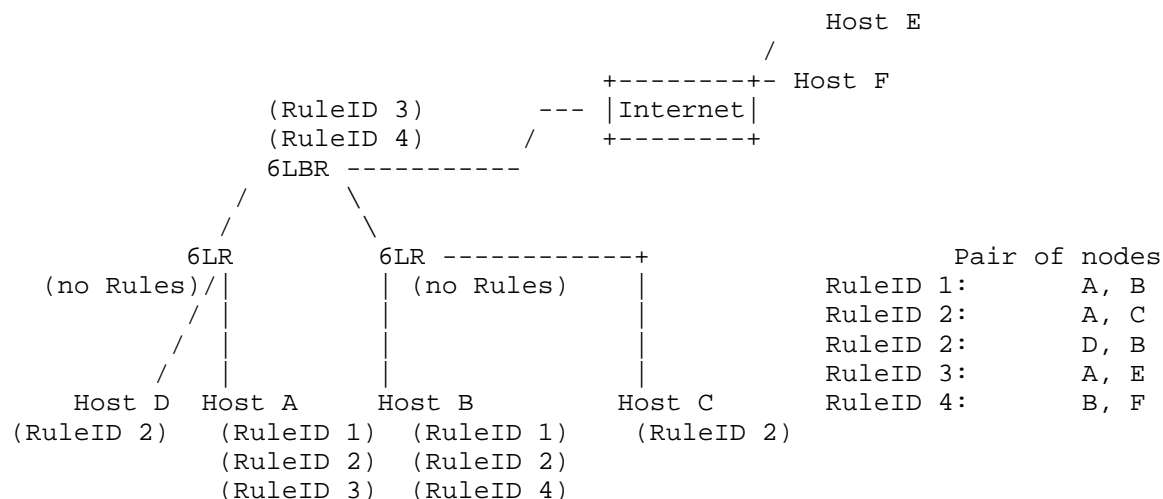 Host E
/
+--------+- Host F
(RuleID 3) --- |Internet|
(RuleID 4) / +--------+
6LBR -----------
/ \
/ \
6LR 6LR ------------+ Pair of nodes
(no Rules)/| | (no Rules) | RuleID 1: A, B
/ | | | RuleID 2: A, C
/ | | | RuleID 2: D, B
/ | | | RuleID 3: A, E
Host D Host A Host B Host C RuleID 4: B, F
(RuleID 2) (RuleID 1) (RuleID 1) (RuleID 2)
(RuleID 2) (RuleID 2)
(RuleID 3) (RuleID 4)